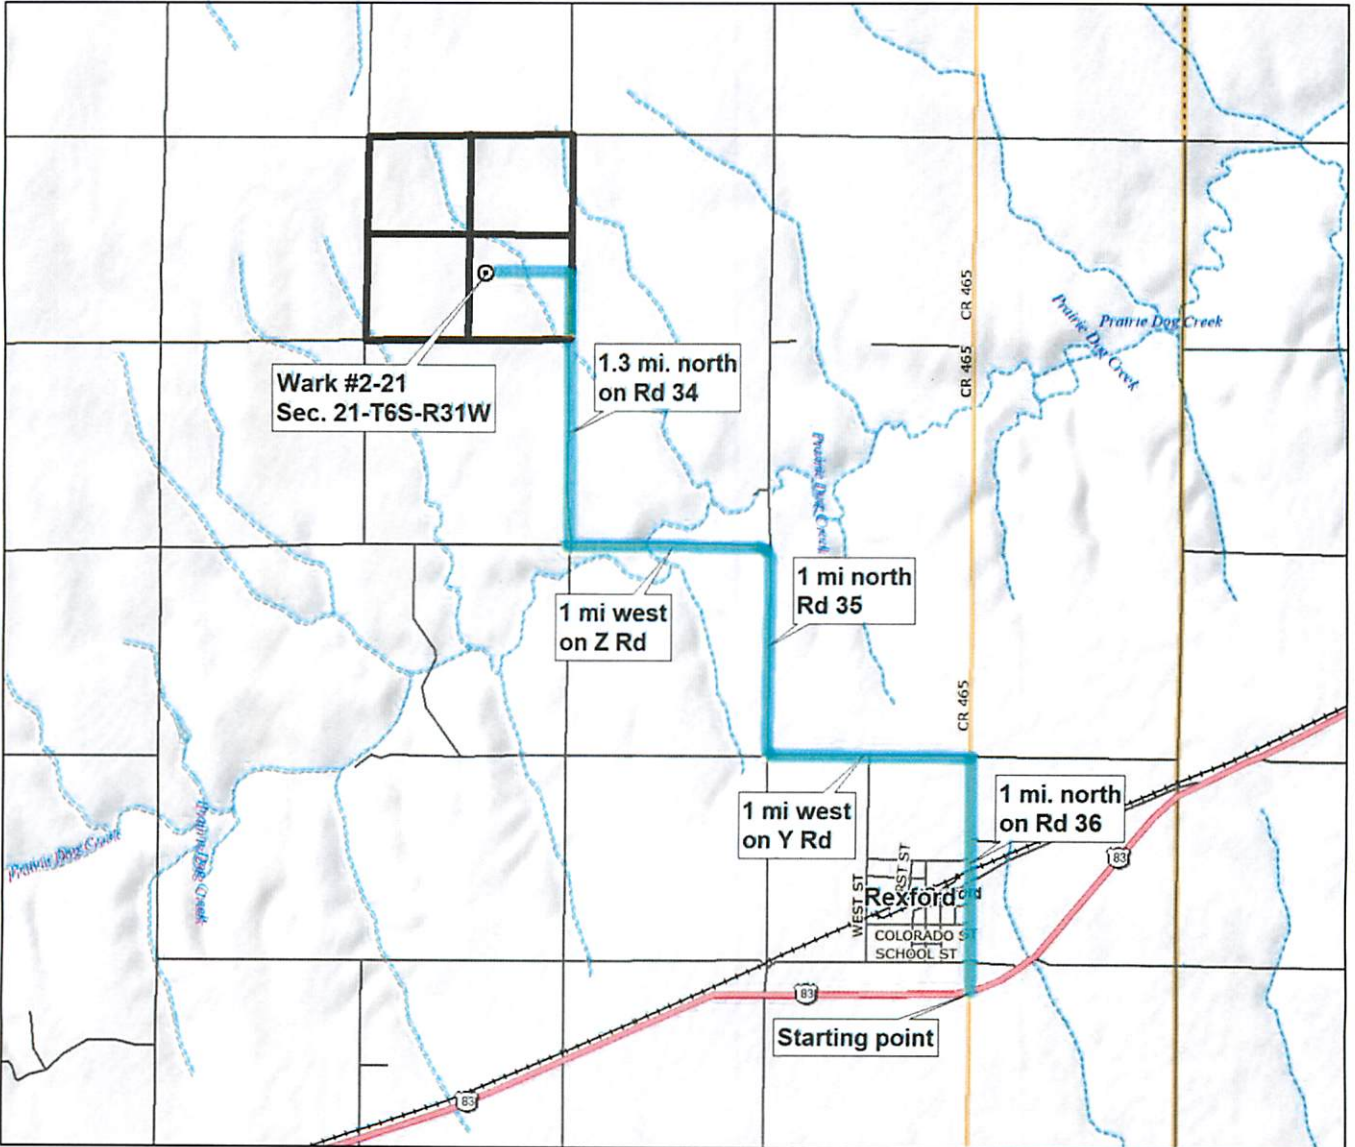 CR 465
Prairie Dog Creek
Prairie Dog Creek
CR 465
1.3 mi. north
on Rd 34
Wark #2-21
Sec. 21-T6S-R31W
Prairie Dog Creek
1 mi north
Rd 35
1 mi west
on Z Rd
CR 465
1 mi. north
on Rd 36
1 mi west
on Y Rd
Prairie Dog Creek
Prairie Dog Creek
83
WEST ST
Rexford
COLORADO ST
SCHOOL ST
83
Starting point
83